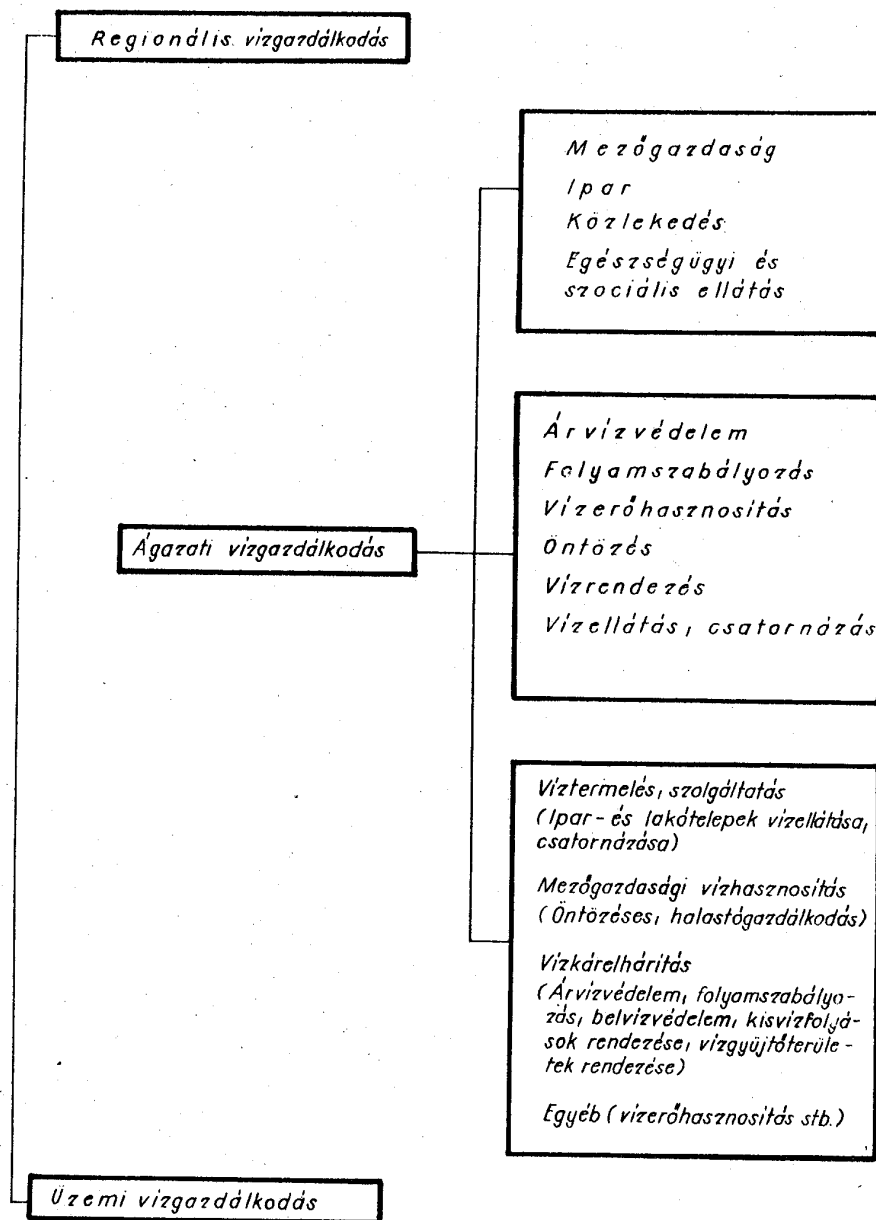 Regionális vízgazdálkodás
Mezőgazdaság
Ipar
Közlekedés
Egészségügyi és
szociális ellátás
Árvízvédelem
Folyamszabályozás
Vízerőhasznosítás
Öntözés
Vízrendezés
Vízellátás, csatornázás
Ágazati vízgazdálkodás
Víztermelés, szolgáltatás
(Ipar- és lakótelepek vízellátása,
csatornázása)
Mezőgazdasági vízhasznosítás
(Öntözéses, halastógazdálkodás)
Vízkárelhárítás
(Árvízvédelem, folyamszabályo-
zás, belvízvédelem, kisvízfolyá-
sok rendezése, vízgyűjtőterüle-
tek rendezése)
Egyéb (vízerőhasznosítás stb.)
Üzemi vízgazdálkodás